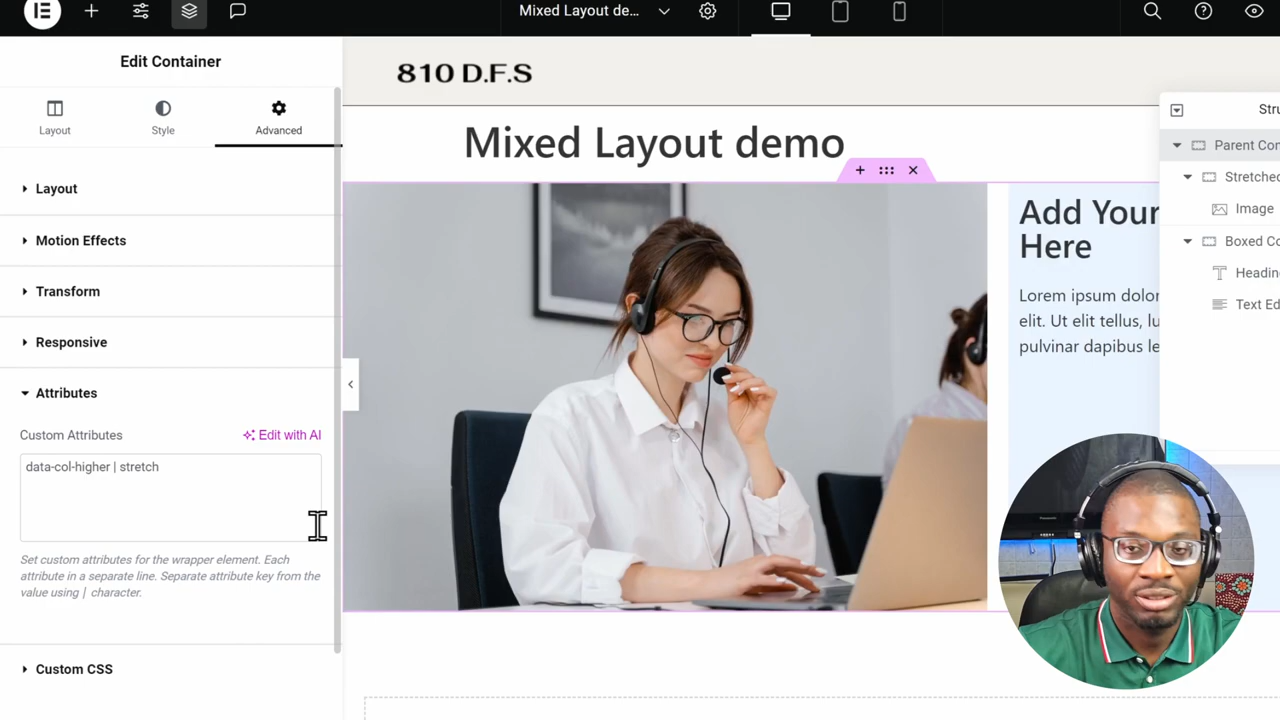 Mixed Layout de...
Edit Container
Layout
Style
Advanced
Layout
Motion Effects
Transform
Responsive
Attributes
Custom Attributes
Edit with AI
data-col-higher | stretch
Set custom attributes for the wrapper element. Each
attribute in a separate line. Separate attribute key from the
value using | character.
Custom CSS
810 D.F.S
Mixed Layout demo
Add Your
Here
Lorem ipsum dolor
elit. Ut elit tellus, lu
pulvinar dapibus le
Stru
Parent Con
Stretched
Image
Boxed Co
Heading
Text Ed